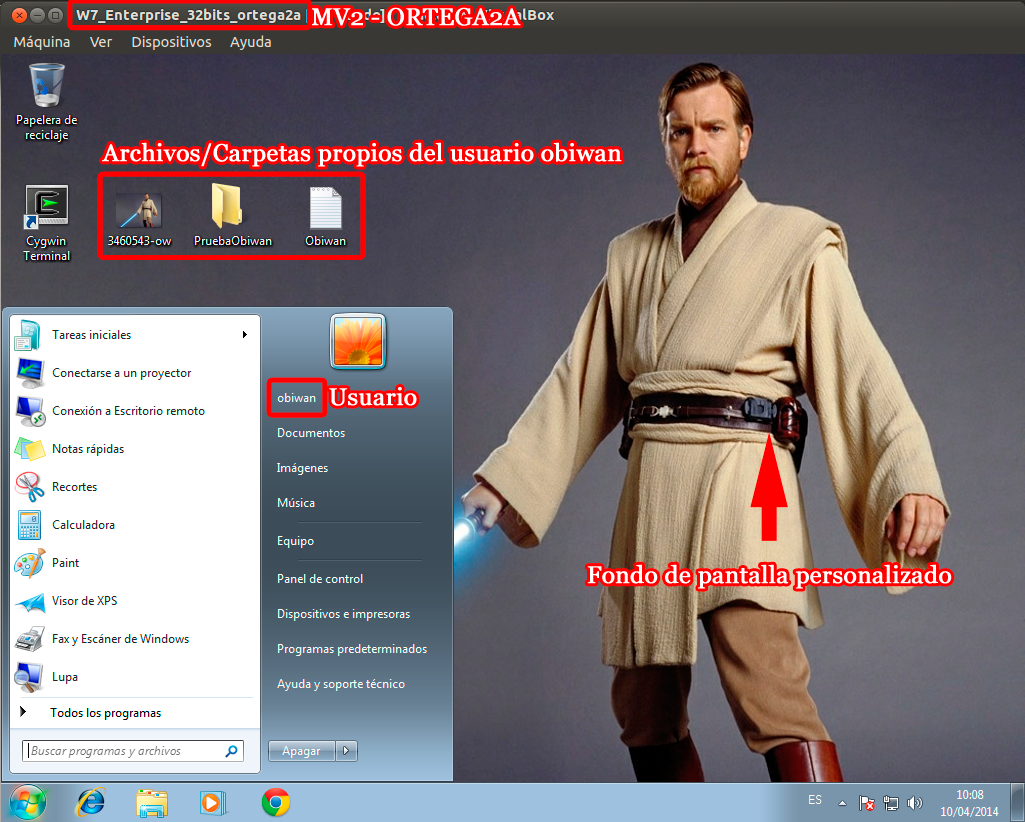 W7_Enterprise_32bits_ortega2a MV2 - ORTEGA2A alBox
Máquina Ver Dispositivos Ayuda
Papelera de
reciclaje
Archivos/Carpetas propios del usuario obiwan
Cygwin
Terminal
3460543-ow
PruebaObiwan
Obiwan
Tareas iniciales
Conectarse a un proyector
Conexión a Escritorio remoto
Notas rápidas
Recortes
Calculadora
Paint
Visor de XPS
Fax y Escáner de Windows
Lupa
Todos los programas
Buscar programas y archivos
obiwan Usuario
Documentos
Imágenes
Música
Equipo
Panel de control
Dispositivos e impresoras
Programas predeterminados
Ayuda y soporte técnico
Apagar
Fondo de pantalla personalizado
ES
10:08
10/04/2014